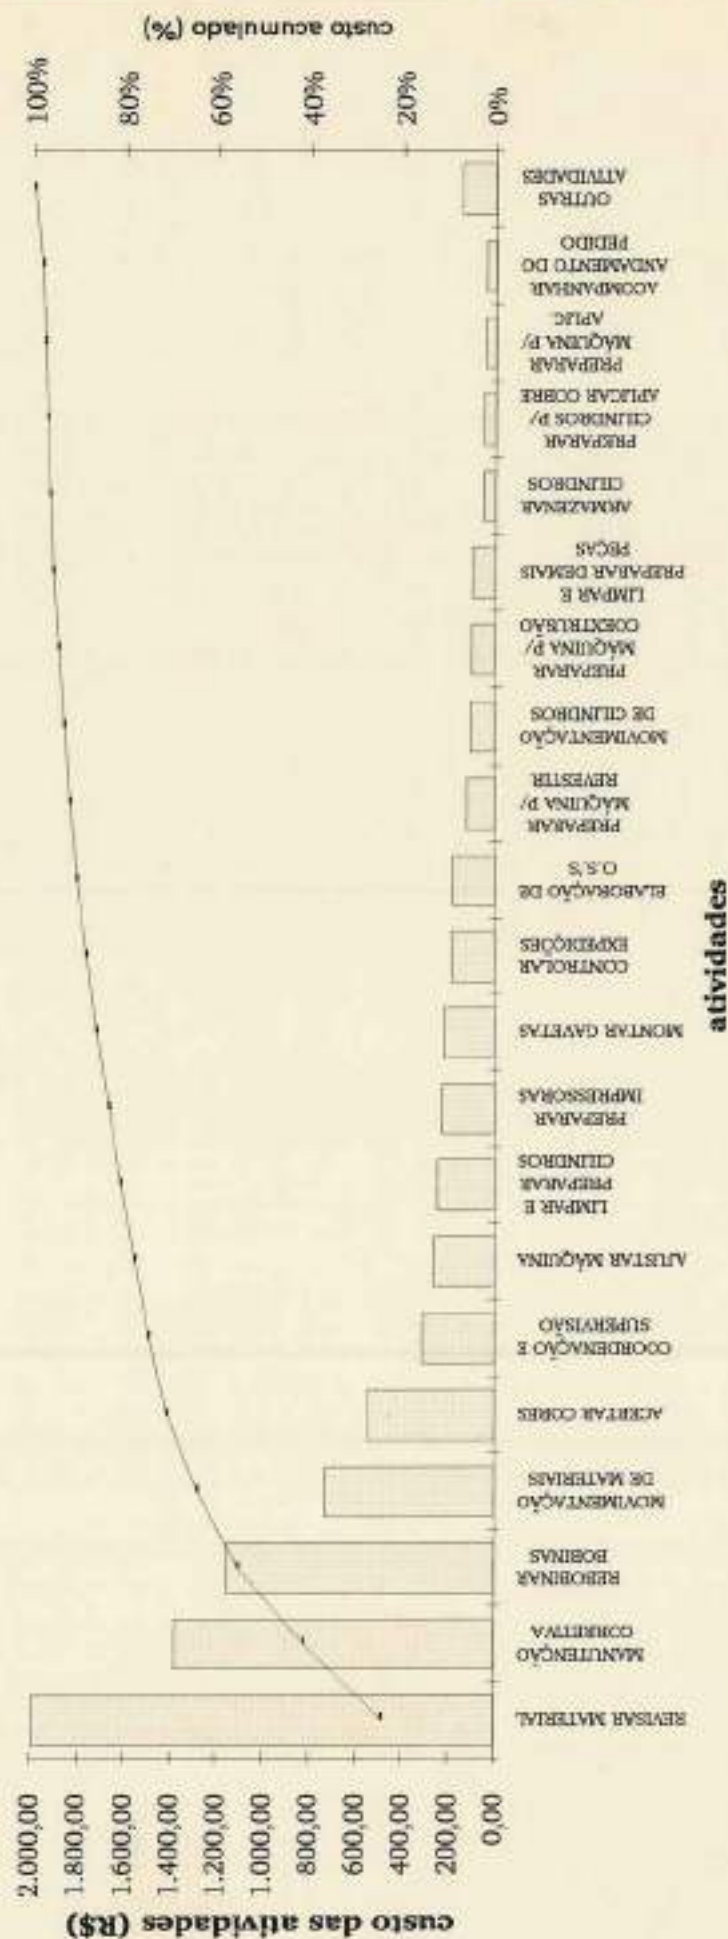 custo das atividades (R$)
2.000,00
1.800,00
1.600,00
1.400,00
1.200,00
1.000,00
800,00
600,00
400,00
200,00
0,00
REVISAR MATERIAL
MANUTENÇÃO
CORRETIVA
REBOBINAR
BOBINAS
MOVIMENTAÇÃO
DE MATERIAIS
ACERTAR CORES
COORDENAÇÃO E
SUPERVISÃO
AJUSTAR MÁQUINA
LIMPAR E
PREPARAR
CILINDROS
PREPARAR
IMPRESSORAS
MONTAR GAVETAS
CONTROLAR
EXPEDIÇÕES
ELABORAÇÃO DE
O.S.'S
PREPARAR
MÁQUINA P/
REVESTIR
MOVIMENTAÇÃO
DE CILINDROS
PREPARAR
MÁQUINA P/
COEXTRUSÃO
LIMPAR E
PREPARAR DEMAIS
PEÇAS
ARMAZENAR
CILINDROS
PREPARAR
CILINDROS P/
APLICAR COBRE
PREPARAR
MÁQUINA P/
APLIC.
ACOMPANHAR
ANDAMENTO DO
PEDIDO
OUTRAS
ATIVIDADES
atividades
100%
80%
60%
40%
20%
0%
custo acumulado (%)